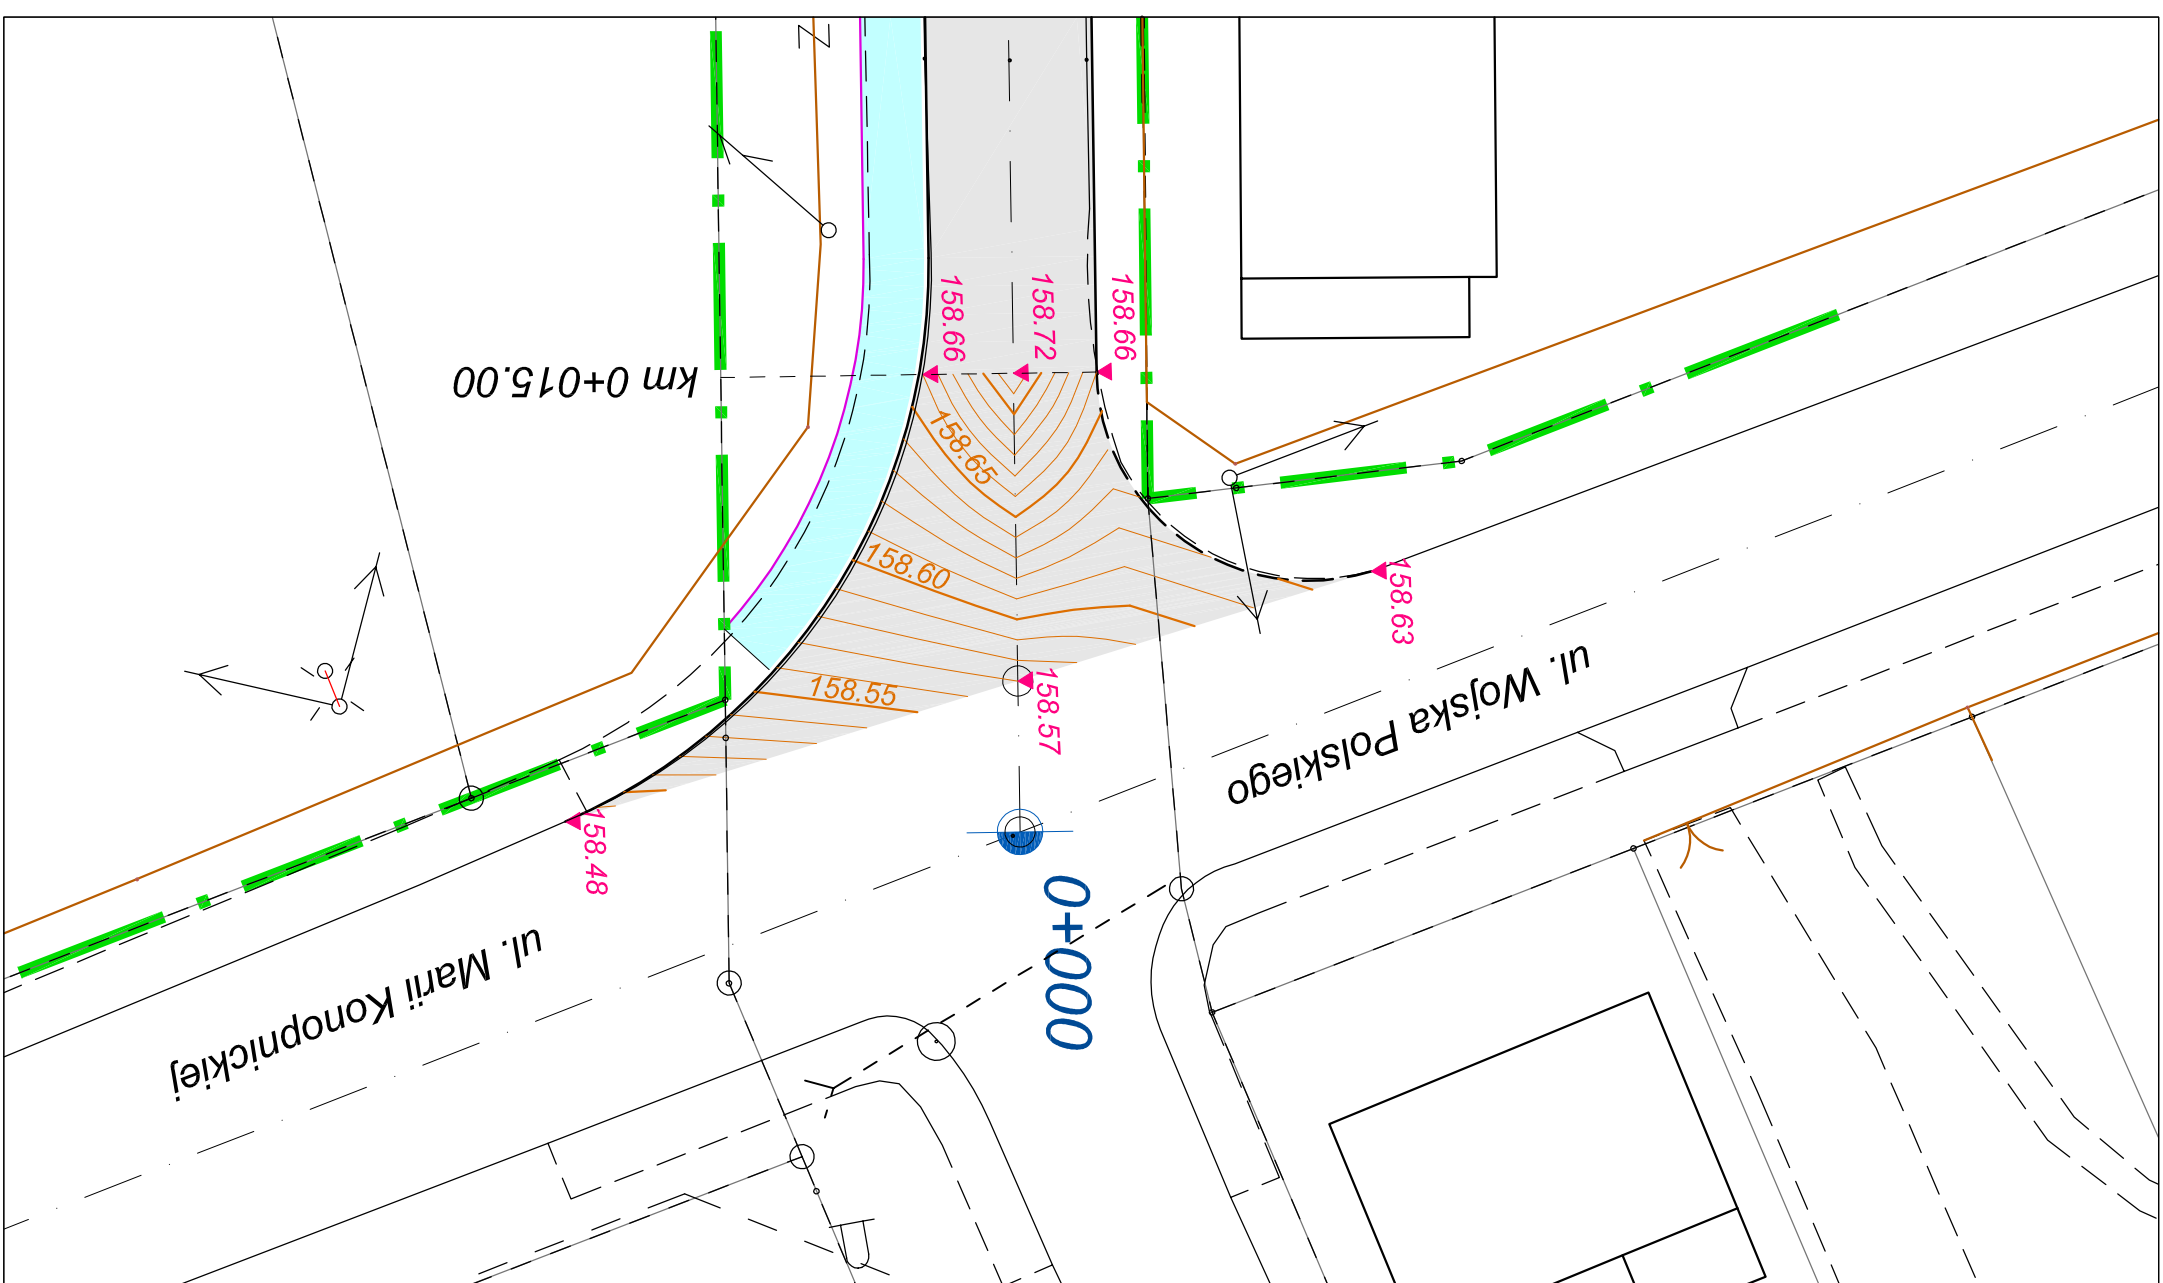 Z
158.66
158.72
158.66
km 0+015.00
158.65
158.60
158.63
158.55
158.57
ul. Wojska Polskiego
158.48
0+000
ul. Marii Konopnickiej